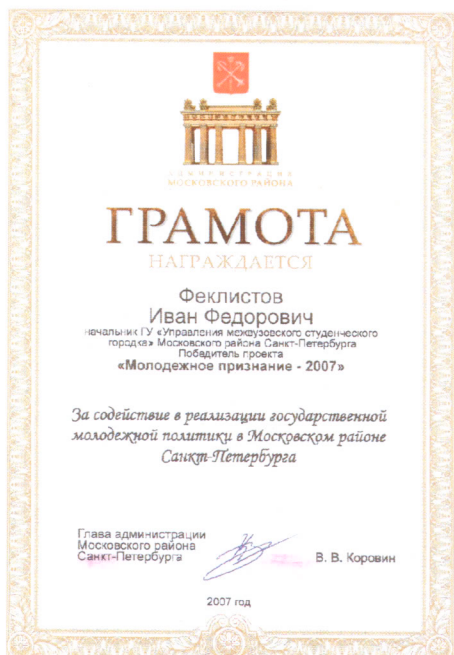 АДМИНИСТРАЦИЯ
МОСКОВСКОГО РАЙОНА
ГРАМОТА
НАГРАЖДАЕТСЯ
Феклистов
Иван Федорович
начальник ГУ «Управления межвузовского студенческого
городка» Московского района Санкт-Петербурга
Победитель проекта
«Молодежное признание - 2007»
За содействие в реализации государственной
молодежной политики в Московском районе
Санкт-Петербурга
Глава администрации
Московского района
Санкт-Петербурга
В. В. Коровин
2007 год